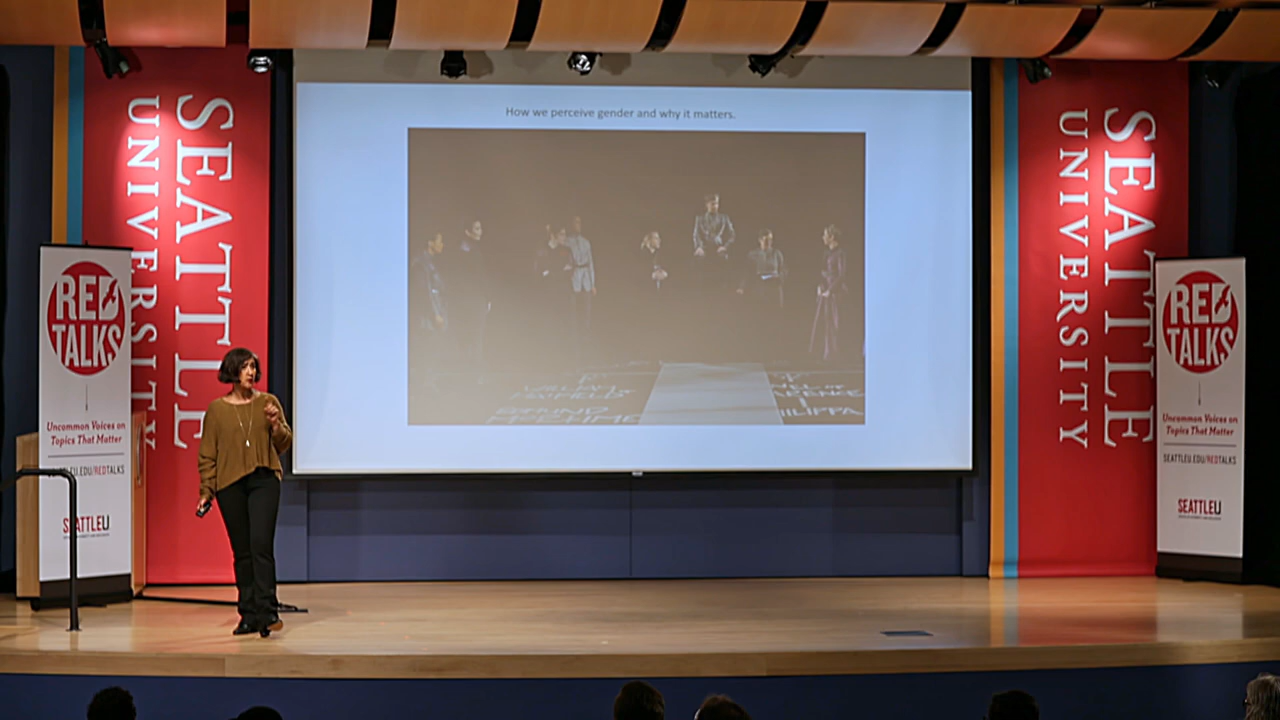 How we perceive gender and why it matters.
SEATTLE
UNIVERSITY
RED
TALKS
Uncommon Voices on
Topics That Matter
SEATTLEU
SEATTLE
UNIVERSITY
RED
TALKS
Uncommon Voices on
Topics That Matter
SEATTLEU.EDU/REDTALKS
SEATTLEU
PHILIPPA